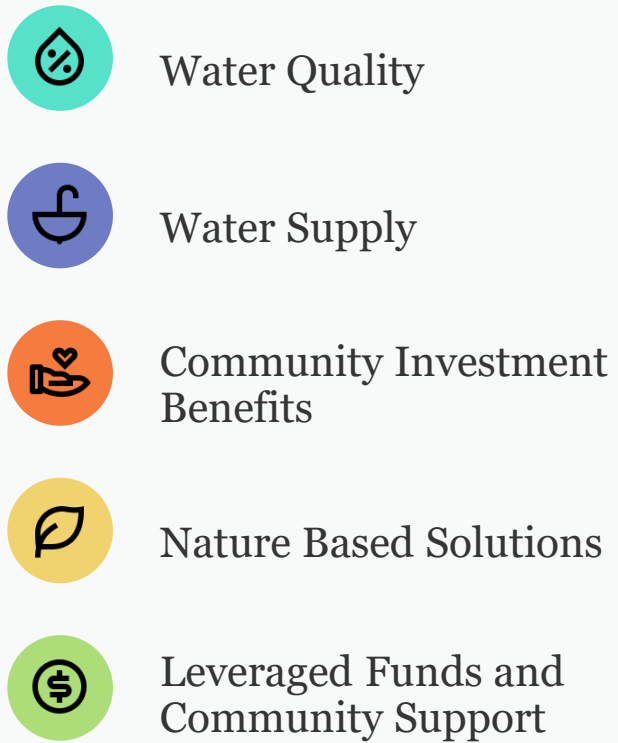 Water Quality
Water Supply
Community Investment
Benefits
Nature Based Solutions
Leveraged Funds and
Community Support